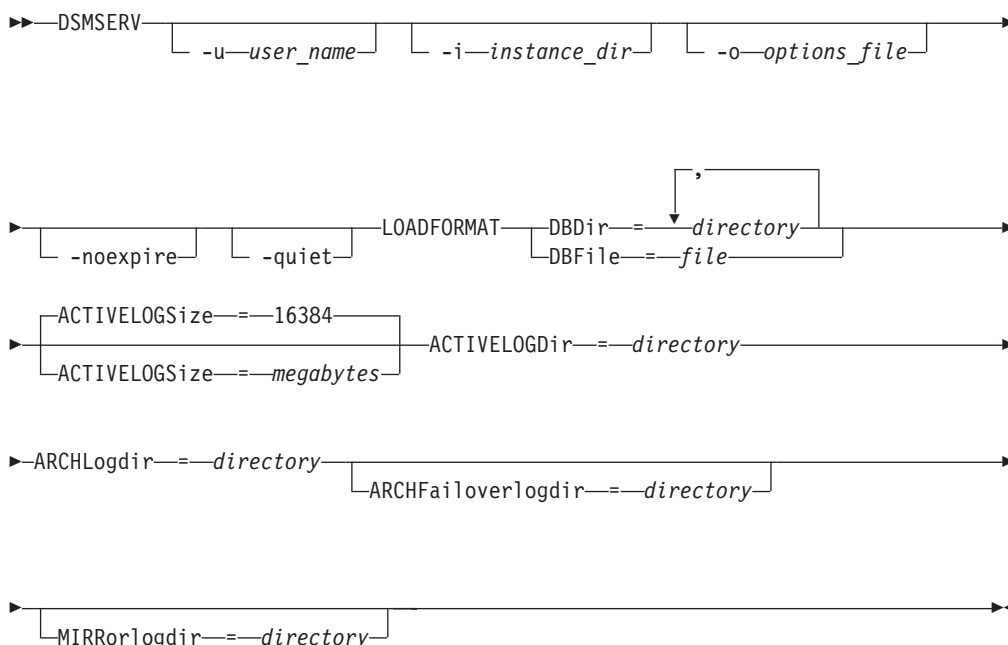 DSMSERV
-u user_name -i instance_dir -o options_file
,
LOADFORMAT DBDir = directory
-noexpire -quiet DBFile = file
ACTIVELOGSize = 16384
ACTIVELOGDir = directory
ACTIVELOGSize = megabytes
ARCHLogdir = directory
ARCHFailoverlogdir = directory
MIRRorlogdir = directory